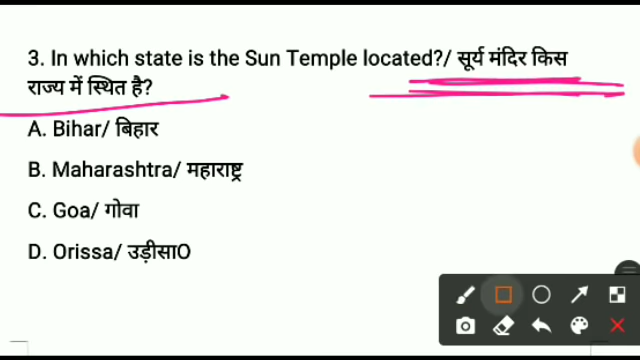 3. In which state is the Sun Temple located?/ सूर्य मंदिर किस
राज्य में स्थित है?
A. Bihar/ बिहार
B. Maharashtra/ महाराष्ट्र
C. Goa/ गोवा
D. Orissa/ उड़ीसाO